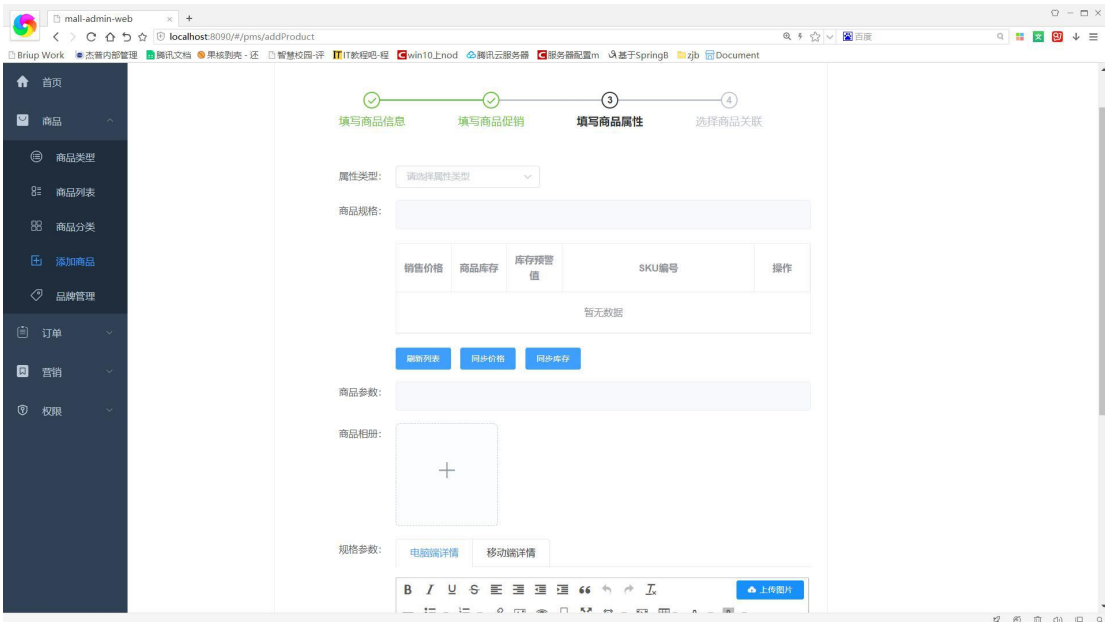 mall-admin-web
localhost:8090/#/pms/addProduct
百度
Briup Work 杰普内部管理 腾讯文档 果核剥壳 - 还 智慧校园-评 IT IT教程吧-程 win10上nod 腾讯云服务器 服务器配置m 基于SpringB zjb Document
首页
商品
商品类型
商品列表
商品分类
添加商品
品牌管理
订单
营销
权限
3 4
填写商品信息 填写商品促销 填写商品属性 选择商品关联
属性类型: 请选择属性类型
商品规格:
销售价格 商品库存 库存预警值 SKU编号 操作
暂无数据
刷新列表 同步价格 同步库存
商品参数:
商品相册:
规格参数: 电脑端详情 移动端详情
上传图片